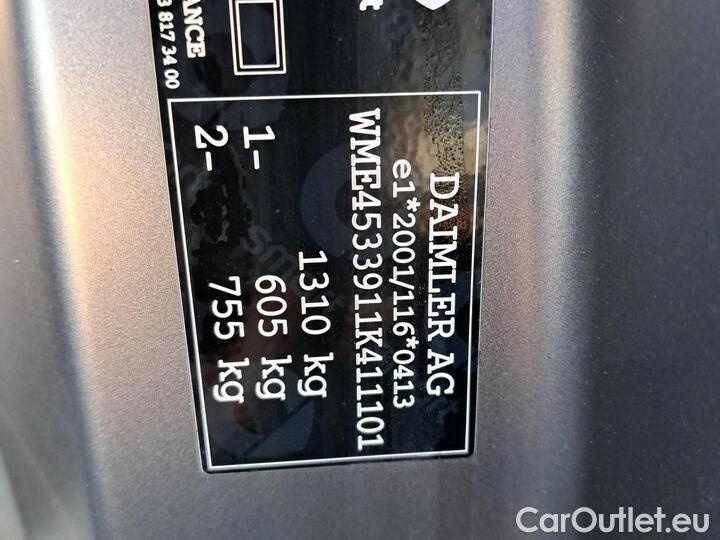 t
ANCE
3 817 34 00
DAIMLER AG
e1*2001/116*0413
WME4533911K411101
1310 kg
1- 605 kg
2- 755 kg
smart
CarOutlet.eu